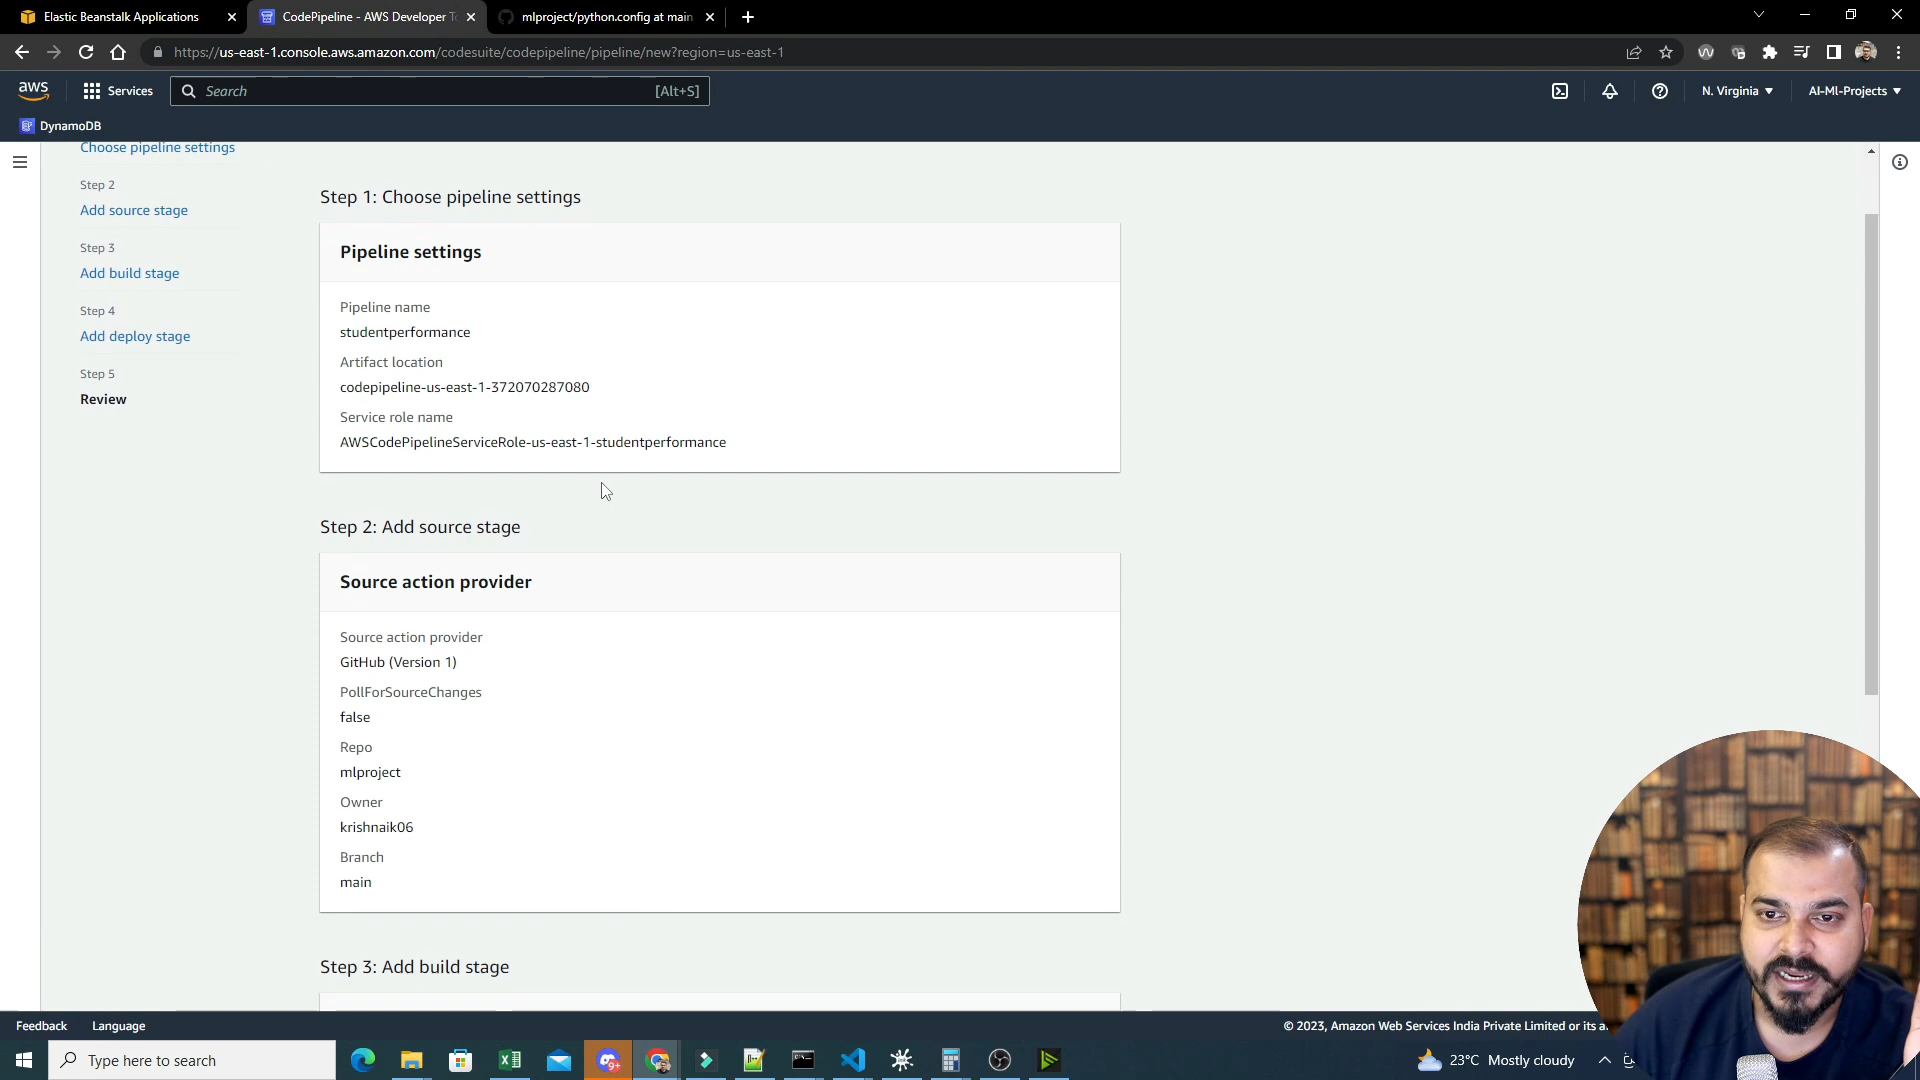 Elastic Beanstalk Applications
CodePipeline - AWS Developer To
mlproject/python.config at main
https://us-east-1.console.aws.amazon.com/codesuite/codepipeline/pipeline/new?region=us-east-1
aws
Services
Search
[Alt+S]
N. Virginia
AI-Ml-Projects
DynamoDB
Choose pipeline settings
Step 2
Add source stage
Step 3
Add build stage
Step 4
Add deploy stage
Step 5
Review
Step 1: Choose pipeline settings
Pipeline settings
Pipeline name
studentperformance
Artifact location
codepipeline-us-east-1-372070287080
Service role name
AWSCodePipelineServiceRole-us-east-1-studentperformance
Step 2: Add source stage
Source action provider
Source action provider
GitHub (Version 1)
PollForSourceChanges
false
Repo
mlproject
Owner
krishnaik06
Branch
main
Step 3: Add build stage
Feedback
Language
© 2023, Amazon Web Services India Private Limited or its a
Type here to search
9+
23°C Mostly cloudy